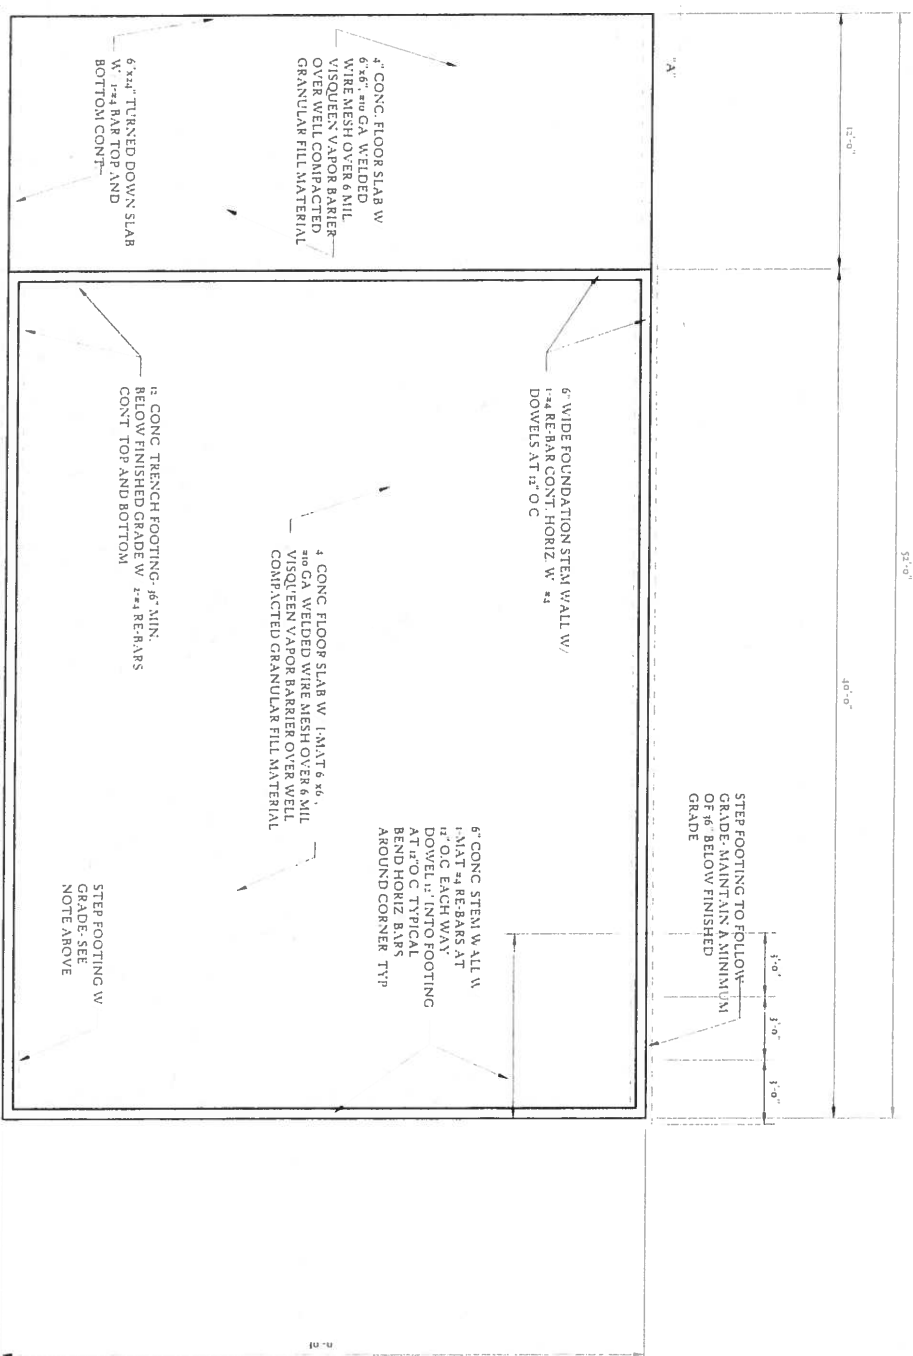 52'-0"
12'-0"
40'-0"
"A"
3'-0"
3'-0"
3'-0"
STEP FOOTING TO FOLLOW
GRADE- MAINTAIN A MINIMUM
OF 36" BELOW FINISHED
GRADE
4" CONC. FLOOR SLAB W
6"x6", #10 GA WELDED
WIRE MESH OVER 6 MIL
VISQUEEN VAPOR BARIER
OVER WELL COMPACTED
GRANULAR FILL MATERIAL
6" WIDE FOUNDATION STEM WALL W/
1-#4 RE-BAR CONT. HORIZ. W #4
DOWELS AT 12" O C
6" CONC STEM WALL W
1-MAT #4 RE-BARS AT
12" O.C EACH WAY
DOWEL 12" INTO FOOTING
AT 12" O C TYPICAL
BEND HORIZ BARS
AROUND CORNER TYP
4 CONC FLOOR SLAB W 1-MAT 6 x6 ,
#10 GA WELDED WIRE MESH OVER 6 MIL
VISQUEEN VAPOR BARRIER OVER WELL
COMPACTED GRANULAR FILL MATERIAL
6"x24" TURNED DOWN SLAB
W 1-#4 BAR TOP AND
BOTTOM CONT
12 CONC TRENCH FOOTING- 36" MIN.
BELOW FINISHED GRADE W 2-#4 RE-BARS
CONT TOP AND BOTTOM
STEP FOOTING W
GRADE- SEE
NOTE ABOVE